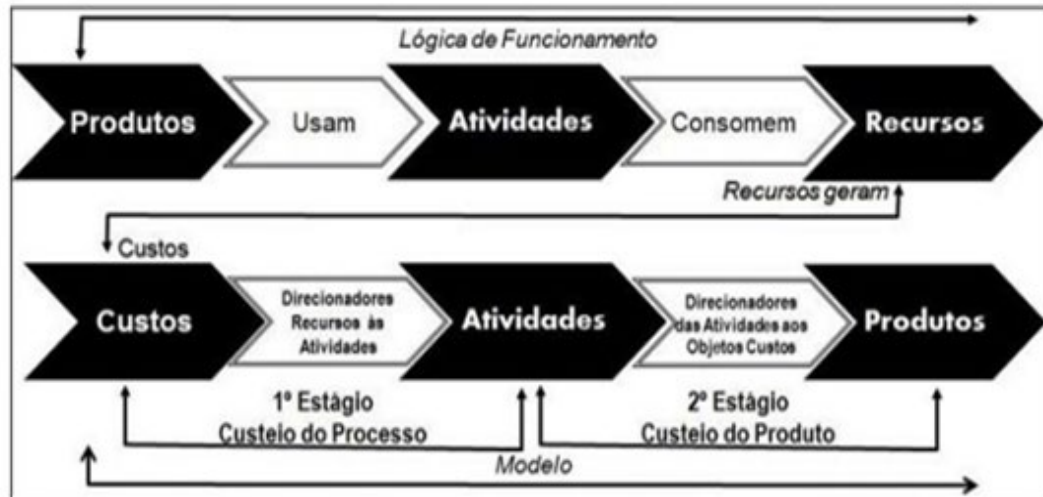 Lógica de Funcionamento
Produtos
Usam
Atividades
Consomem
Recursos
Recursos geram
Custos
Custos
Direcionadores
Recursos às
Atividades
Atividades
Direcionadores
das Atividades aos
Objetos Custos
Produtos
1º Estágio
Custeio do Processo
2º Estágio
Custeio do Produto
Modelo